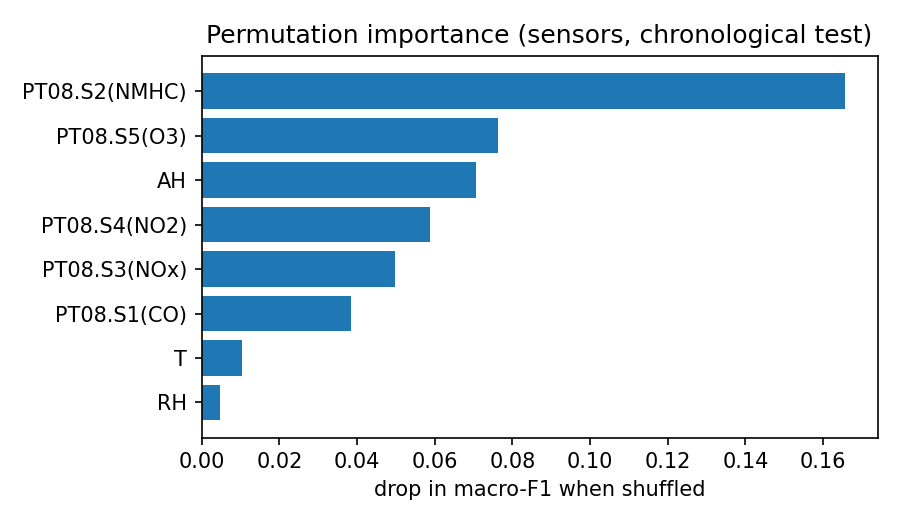 Permutation importance (sensors, chronological test)
PT08.S2(NMHC)
PT08.S5(O3)
AH
PT08.S4(NO2)
PT08.S3(NOx)
PT08.S1(CO)
T
RH
0.00 0.02 0.04 0.06 0.08 0.10 0.12 0.14 0.16
drop in macro-F1 when shuffled